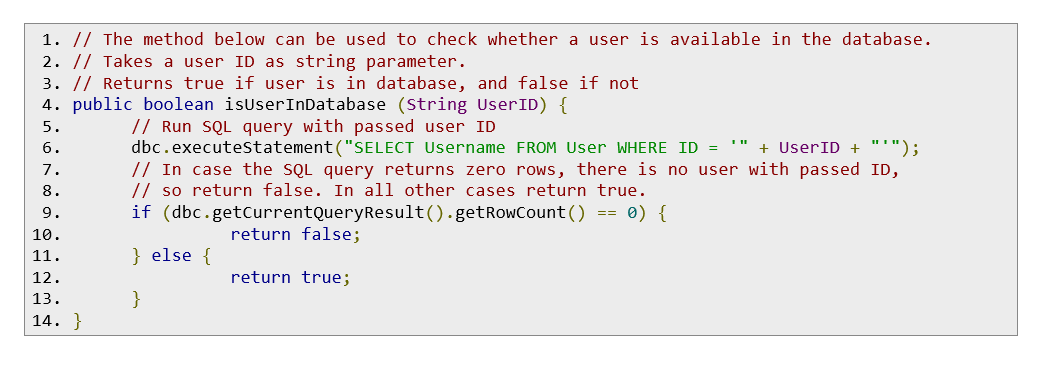 1. // The method below can be used to check whether a user is available in the database.
2. // Takes a user ID as string parameter.
3. // Returns true if user is in database, and false if not
4. public boolean isUserInDatabase (String UserID) {
5. // Run SQL query with passed user ID
6. dbc.executeStatement("SELECT Username FROM User WHERE ID = '" + UserID + "'");
7. // In case the SQL query returns zero rows, there is no user with passed ID,
8. // so return false. In all other cases return true.
9. if (dbc.getCurrentQueryResult().getRowCount() == 0) {
10. return false;
11. } else {
12. return true;
13. }
14. }